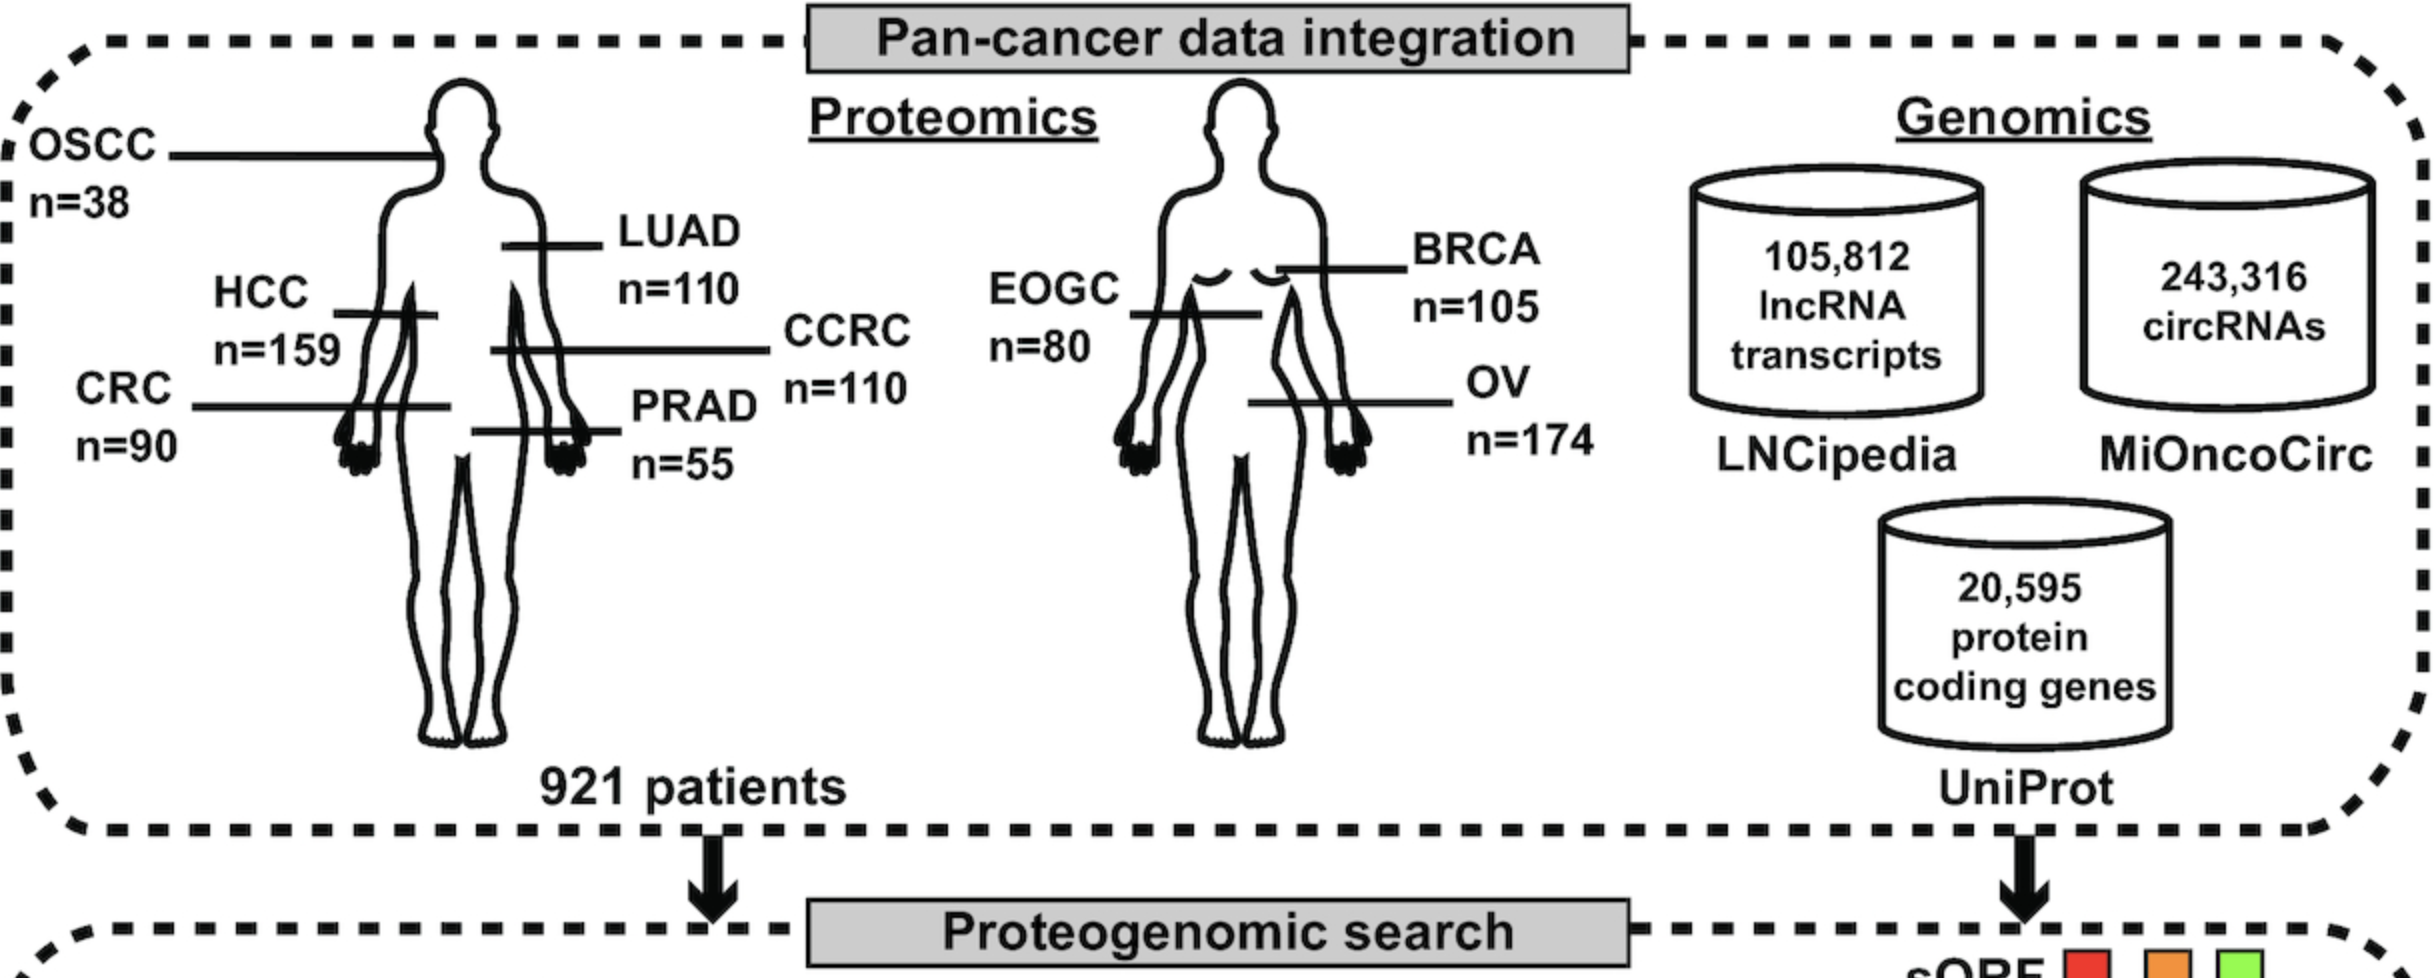 Pan-cancer data integration
Proteomics
Genomics
OSCC
n=38
LUAD
n=110
HCC
n=159
CCRC
n=110
CRC
n=90
PRAD
n=55
EOGC
n=80
BRCA
n=105
OV
n=174
921 patients
105,812
lncRNA
transcripts
LNCipedia
243,316
circRNAs
MiOncoCirc
20,595
protein
coding genes
UniProt
Proteogenomic search
sORF